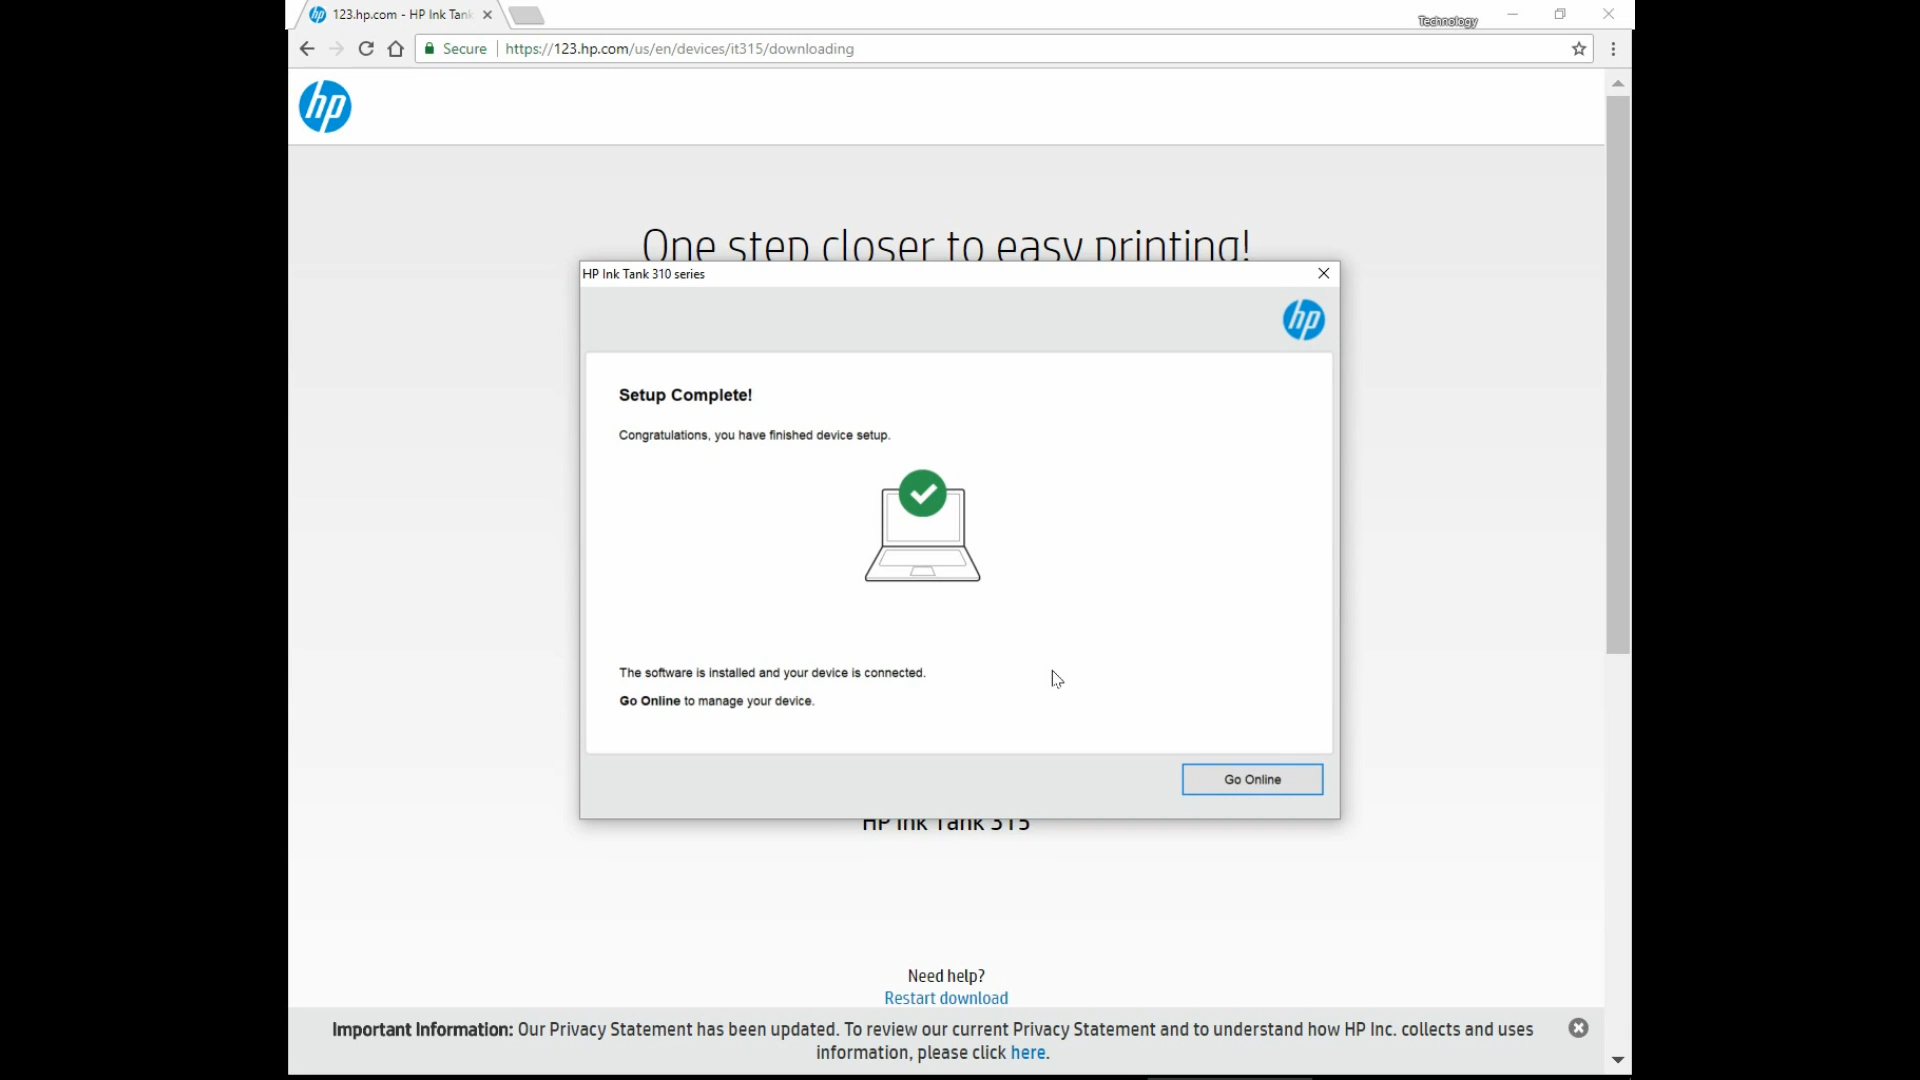 123.hp.com - HP Ink Tank
Technology
Secure
https://123.hp.com/us/en/devices/it315/downloading
hp
One step closer to easy printing!
HP Ink Tank 310 series
hp
Setup Complete!
Congratulations, you have finished device setup.
The software is installed and your device is connected.
Go Online to manage your device.
Go Online
HP Ink Tank 315
Need help?
Restart download
Important Information: Our Privacy Statement has been updated. To review our current Privacy Statement and to understand how HP Inc. collects and uses
information, please click here.